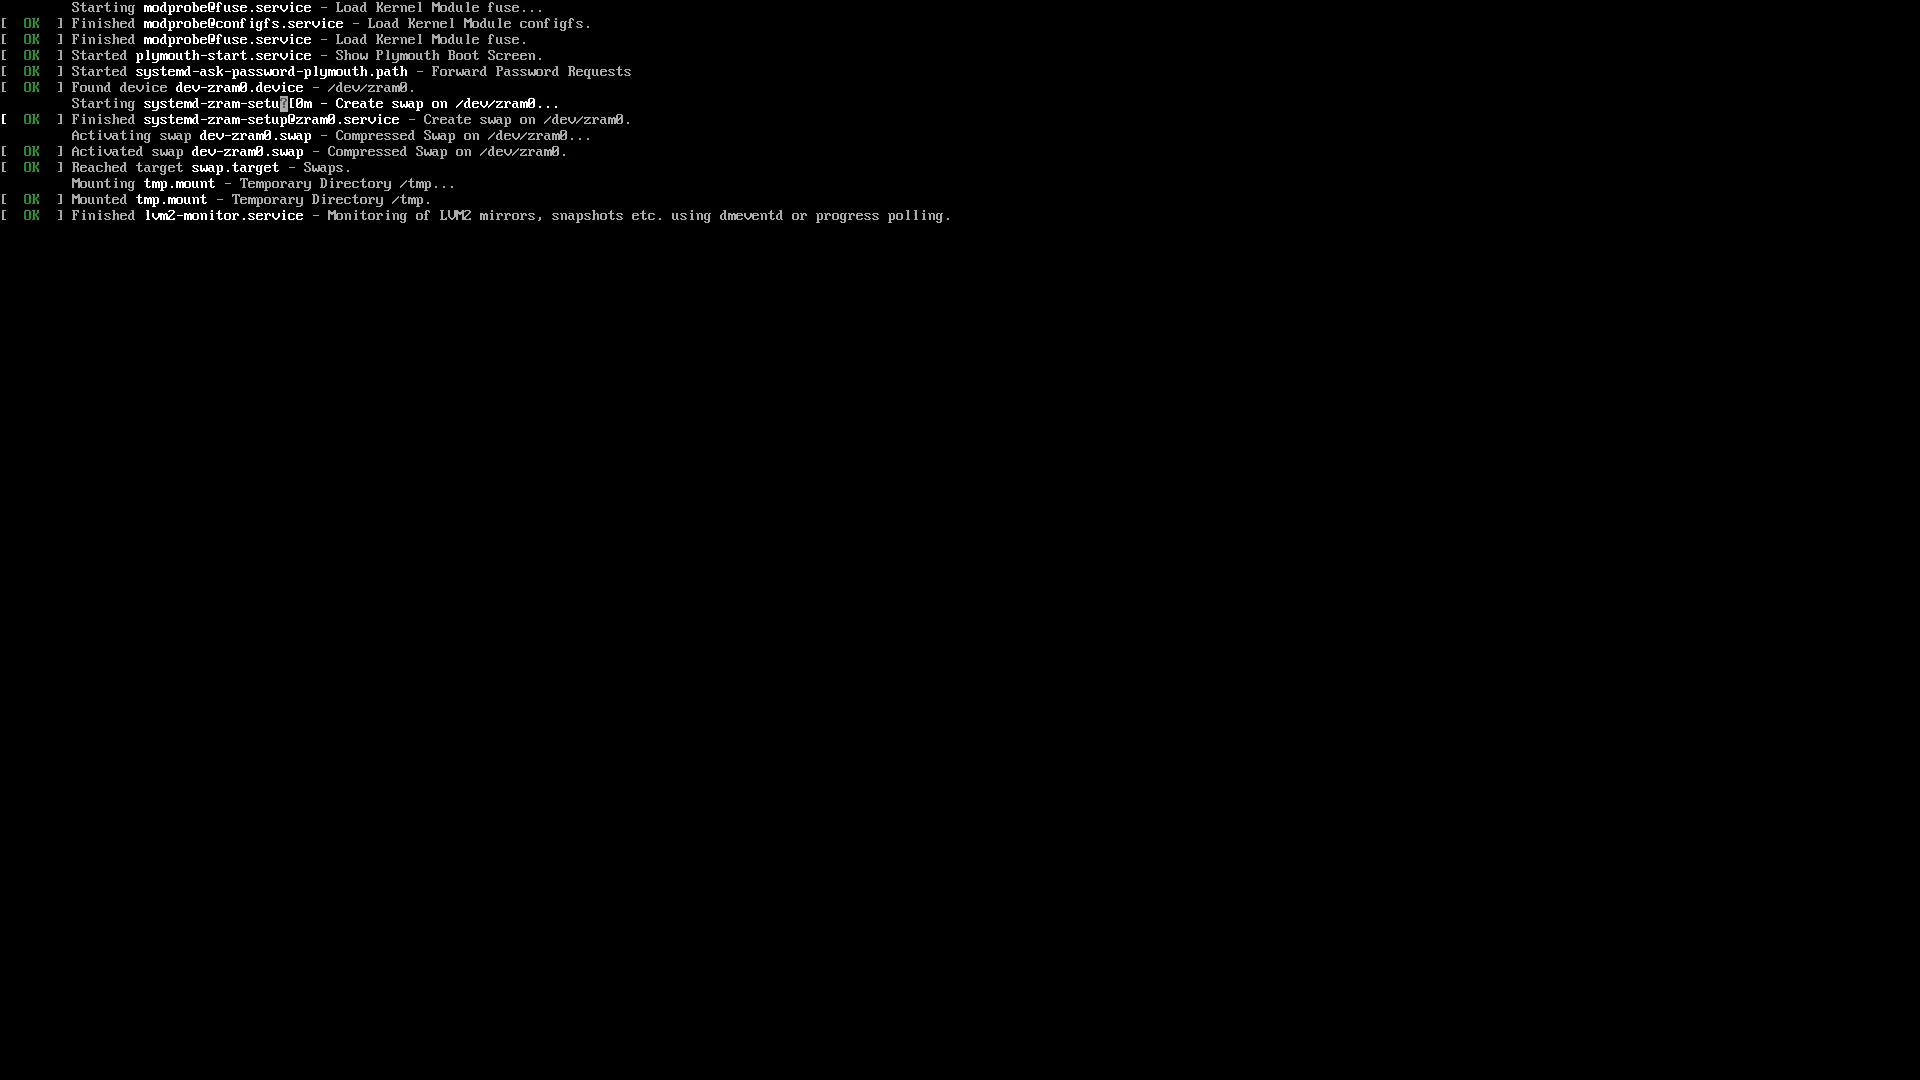 Starting modprobe@fuse.service - Load Kernel Module fuse...
[  OK  ] Finished modprobe@configfs.service - Load Kernel Module configfs.
[  OK  ] Finished modprobe@fuse.service - Load Kernel Module fuse.
[  OK  ] Started plymouth-start.service - Show Plymouth Boot Screen.
[  OK  ] Started systemd-ask-password-plymouth.path - Forward Password Requests
[  OK  ] Found device dev-zram0.device - /dev/zram0.
Starting systemd-zram-setu?[0m - Create swap on /dev/zram0...
[  OK  ] Finished systemd-zram-setup@zram0.service - Create swap on /dev/zram0.
Activating swap dev-zram0.swap - Compressed Swap on /dev/zram0...
[  OK  ] Activated swap dev-zram0.swap - Compressed Swap on /dev/zram0.
[  OK  ] Reached target swap.target - Swaps.
Mounting tmp.mount - Temporary Directory /tmp...
[  OK  ] Mounted tmp.mount - Temporary Directory /tmp.
[  OK  ] Finished lvm2-monitor.service - Monitoring of LVM2 mirrors, snapshots etc. using dmeventd or progress polling.